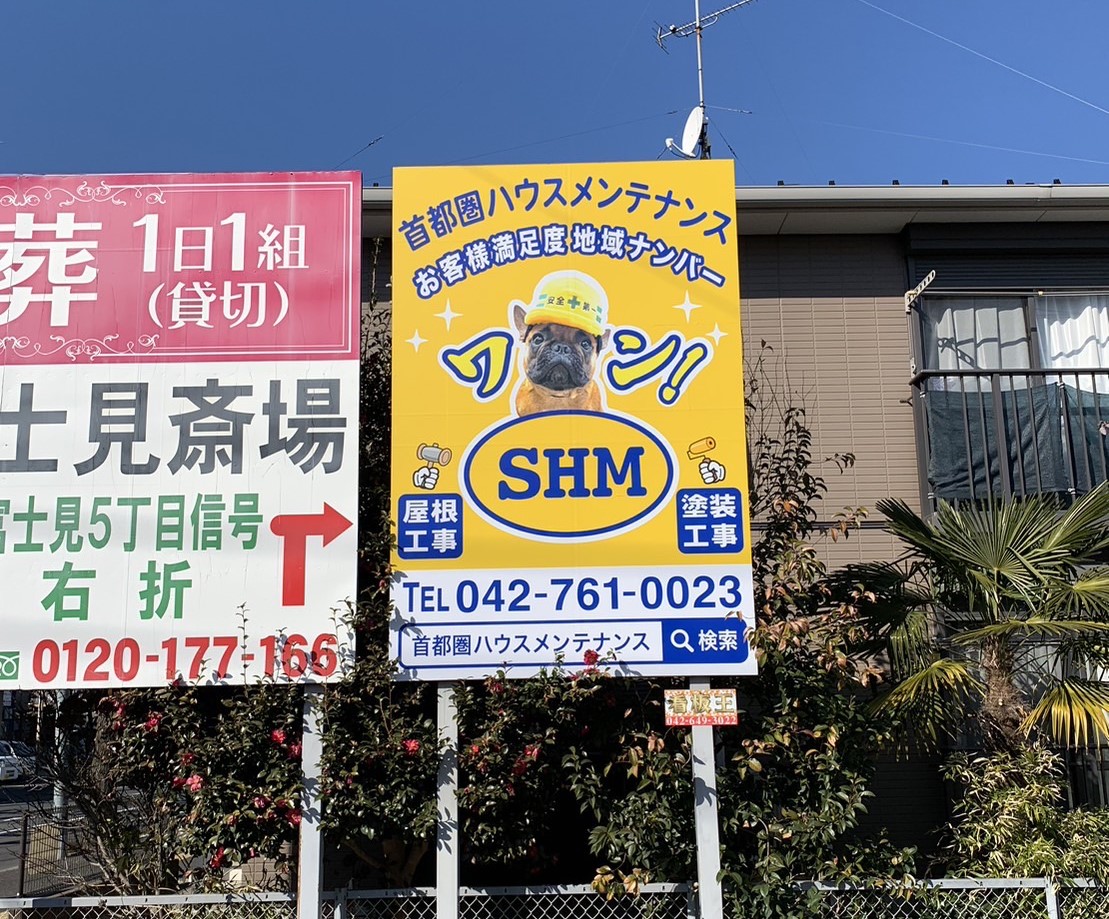 葬 1日1組
(貸切)
士見斎場
富士見5丁目信号
右折
0120-177-166
首都圏ハウスメンテナンス
お客様満足度 地域ナンバー
安全 第一
ワン!
SHM
屋根
工事
塗装
工事
TEL 042-761-0023
首都圏ハウスメンテナンス 検索
看板王
042-649-3022